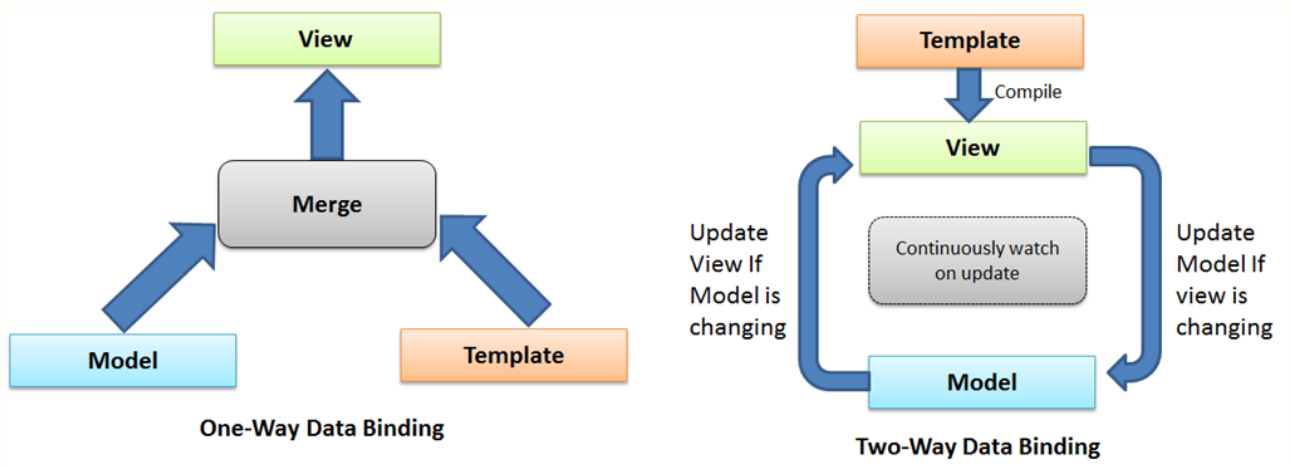 View
Merge
Model
Template
One-Way Data Binding
Template
Compile
View
Update
View If
Model is
changing
Continuously watch
on update
Update
Model If
view is
changing
Model
Two-Way Data Binding